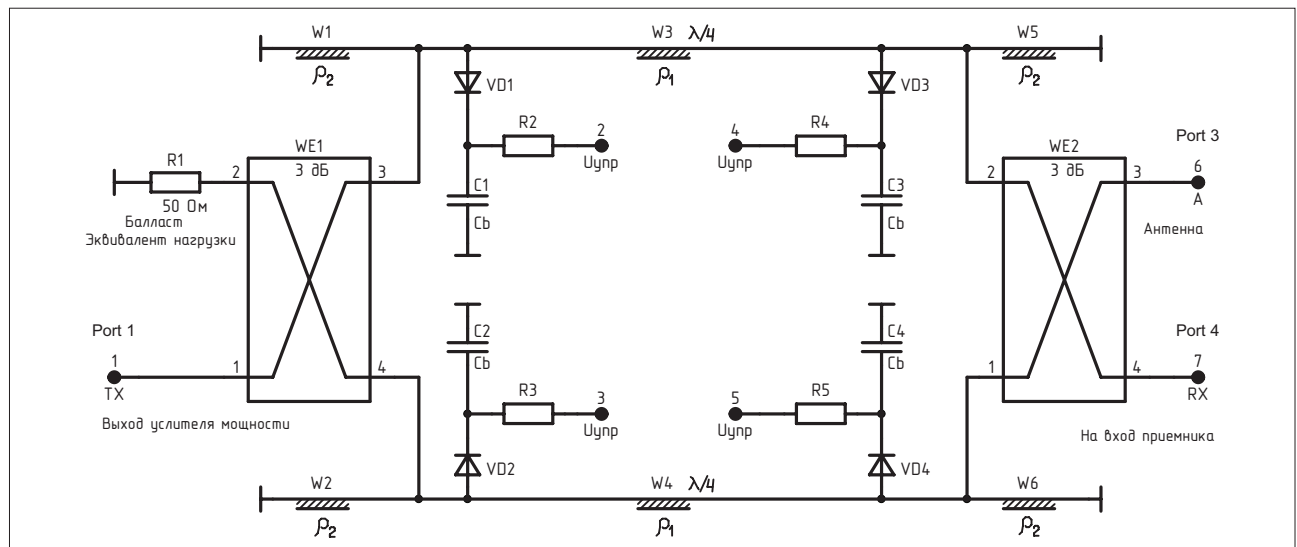 W1
ρ2
W3 λ/4
ρ1
W5
ρ2
VD1
VD3
R2
2
Uупр
4
Uупр
R4
R1
50 Ом
Балласт
Эквивалент нагрузки
WE1
3 дБ
2
3
1
4
C1
Cb
C3
Cb
WE2
3 дБ
2
3
1
4
Port 3
6
A
Антенна
Port 1
1
TX
Выход услителя мощности
C2
Cb
C4
Cb
R3
3
Uупр
5
Uупр
R5
Port 4
7
RX
На вход приемника
VD2
VD4
W2
ρ2
W4 λ/4
ρ1
W6
ρ2